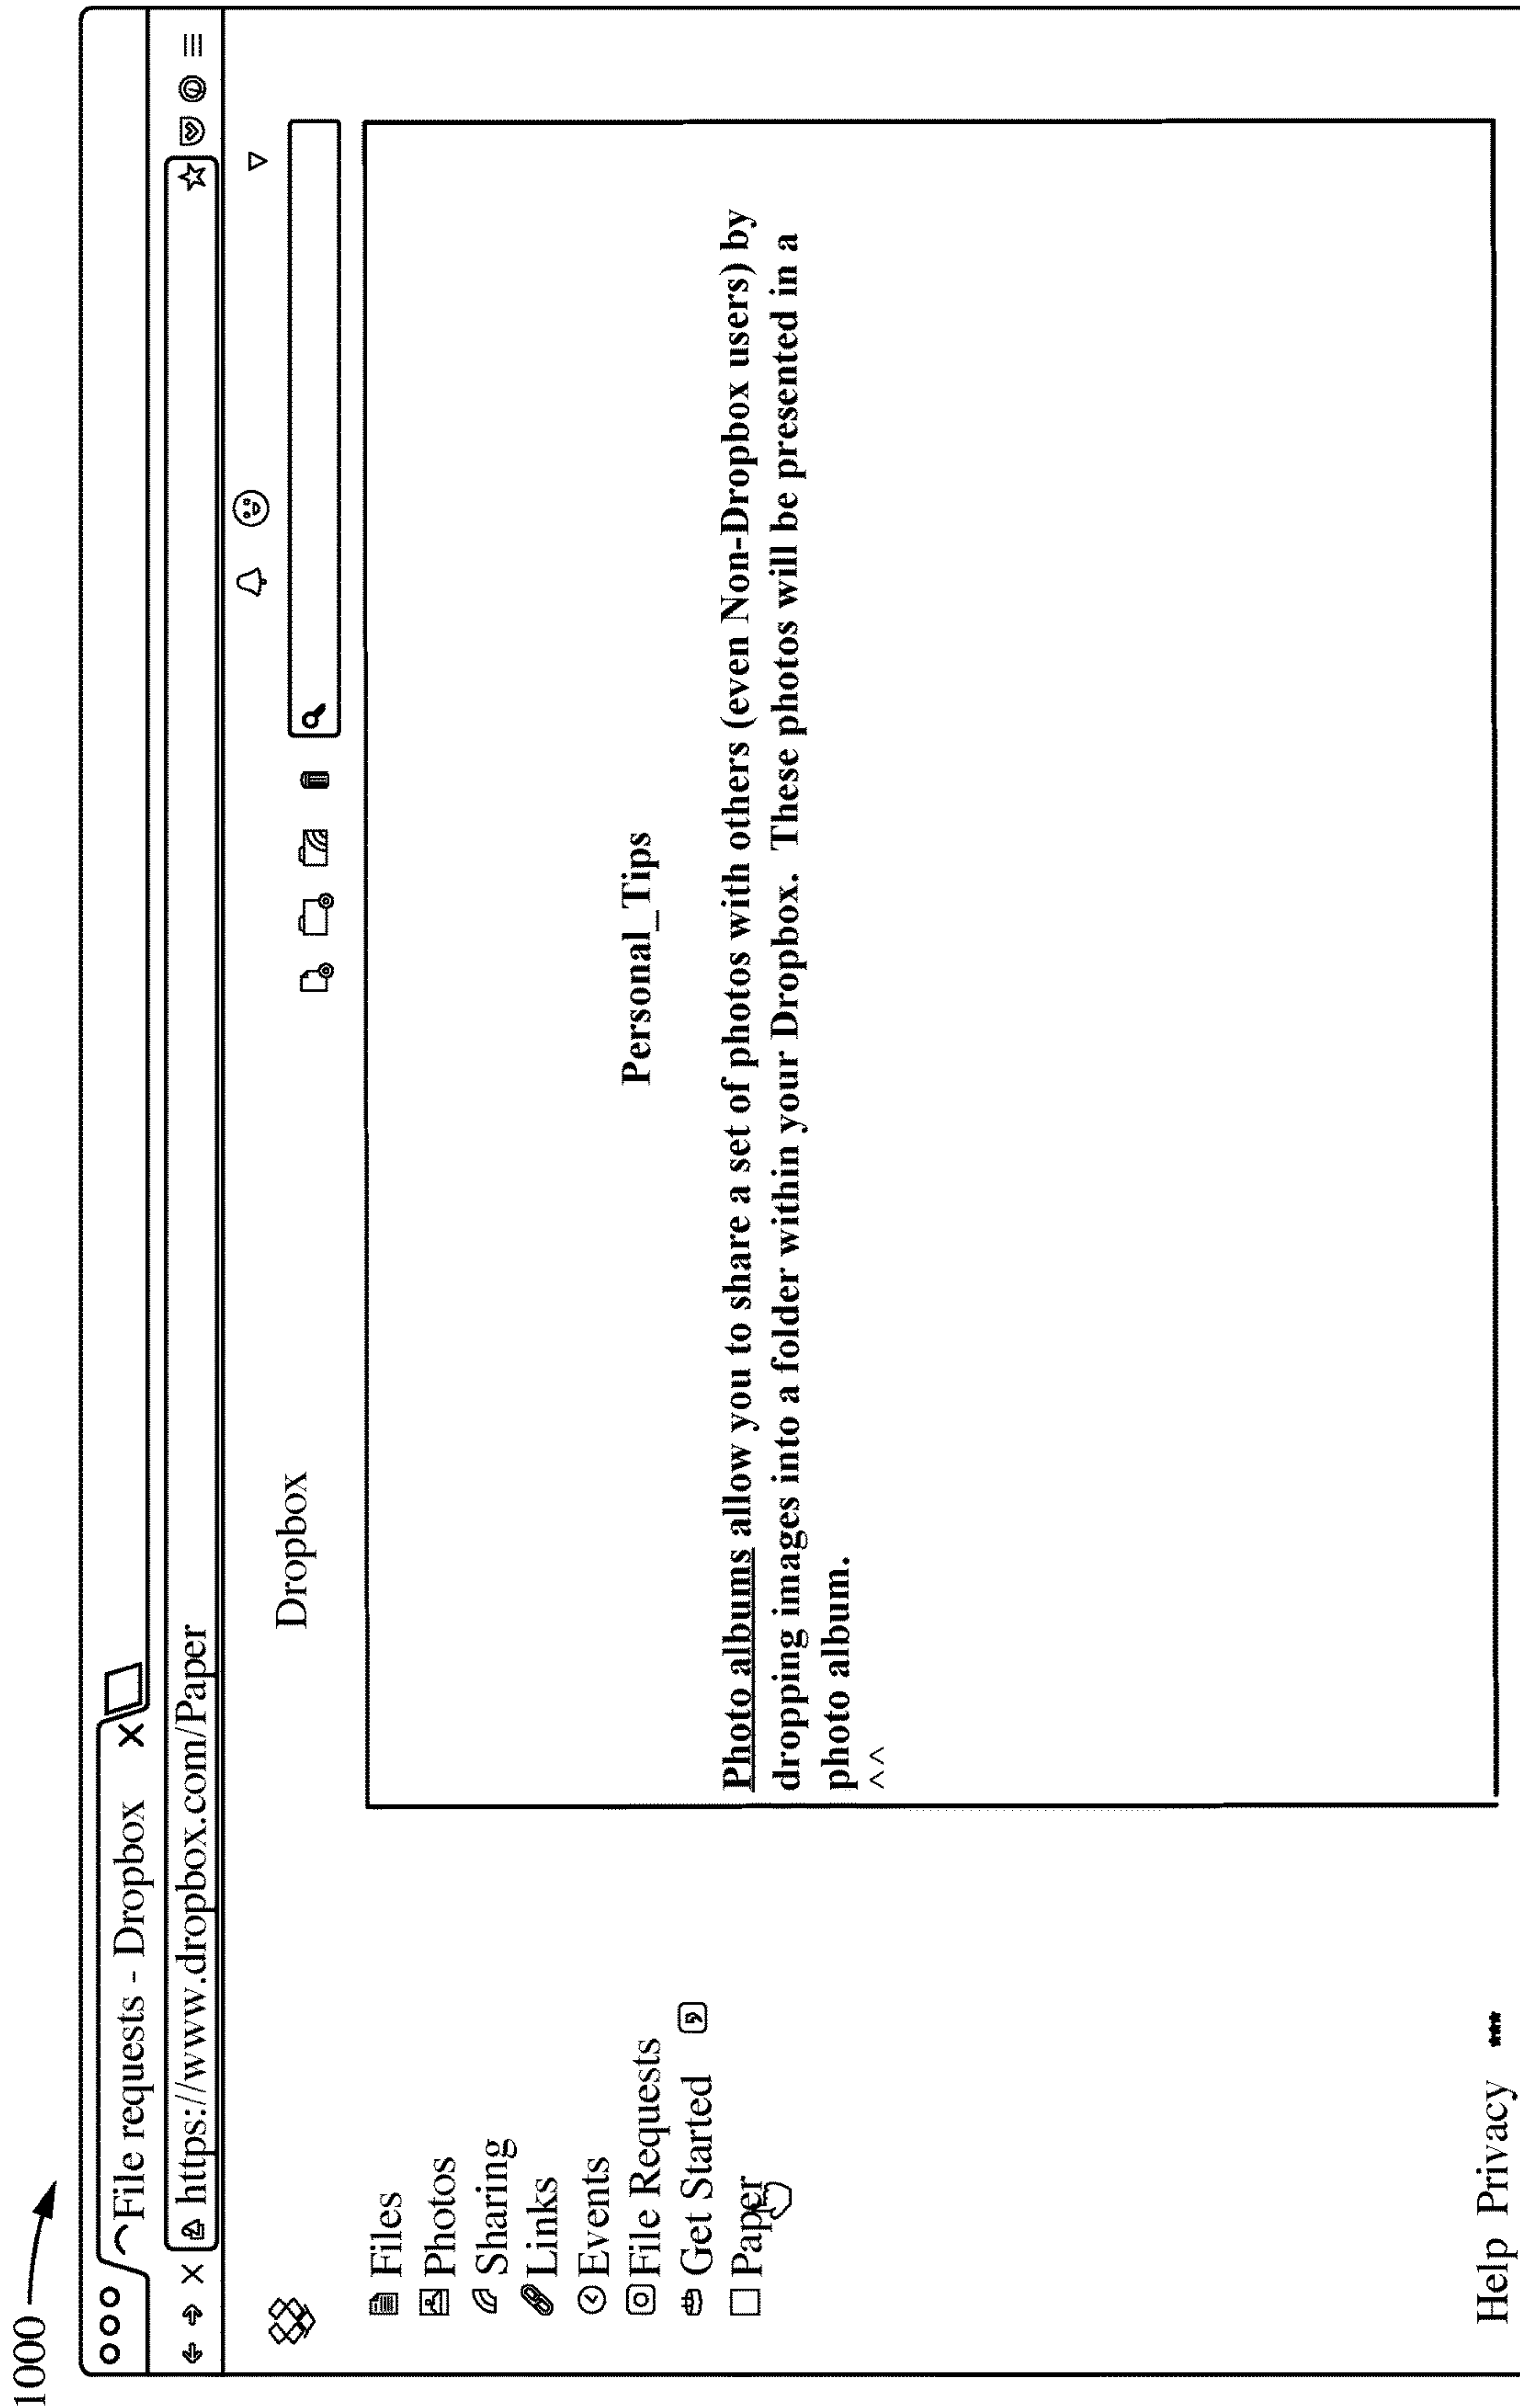 1000
File requests - Dropbox
https://www.dropbox.com/Paper
Dropbox
Files
Photos
Sharing
Links
Events
File Requests
Get Started
Paper
Personal_Tips
Photo albums allow you to share a set of photos with others (even Non-Dropbox users) by
dropping images into a folder within your Dropbox. These photos will be presented in a
photo album.
^^
Help Privacy